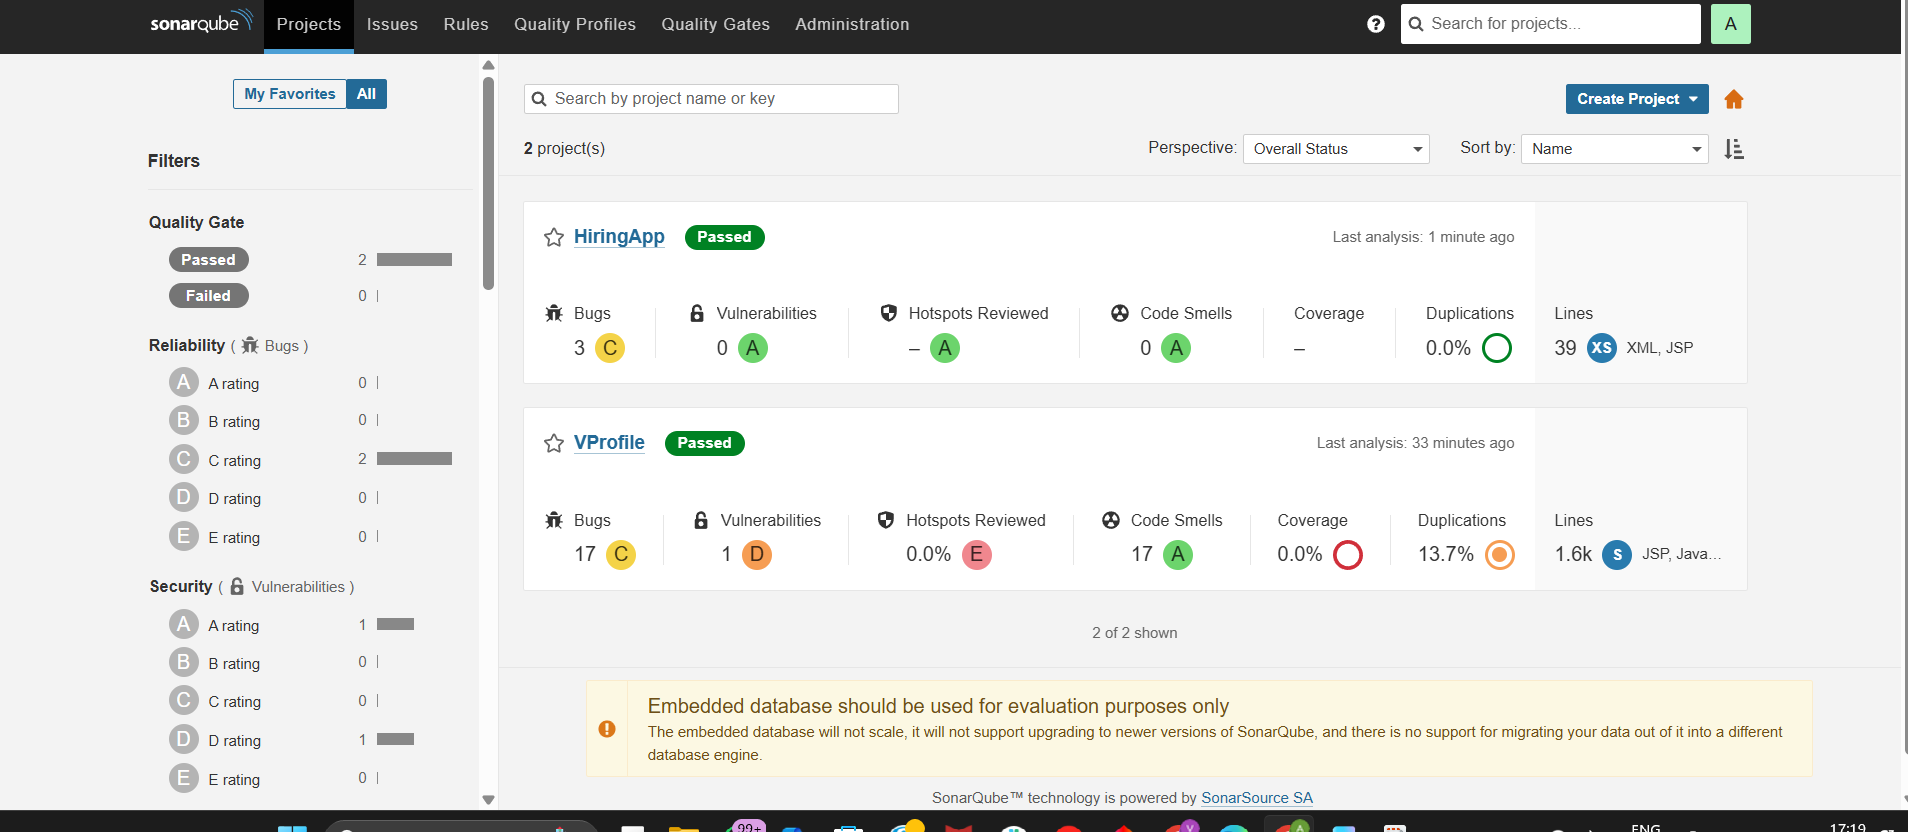 sonarqube Projects Issues Rules Quality Profiles Quality Gates Administration ? Search for projects... A
My Favorites All
Filters
Quality Gate
Passed 2
Failed 0
Reliability ( Bugs )
A A rating 0
B B rating 0
C C rating 2
D D rating 0
E E rating 0
Security ( Vulnerabilities )
A A rating 1
B B rating 0
C C rating 0
D D rating 1
E E rating 0
Search by project name or key
Create Project
2 project(s)
Perspective: Overall Status
Sort by: Name
HiringApp Passed Last analysis: 1 minute ago
Bugs Vulnerabilities Hotspots Reviewed Code Smells Coverage Duplications Lines
3 C 0 A – A 0 A – 0.0% 39 XS XML, JSP
VProfile Passed Last analysis: 33 minutes ago
Bugs Vulnerabilities Hotspots Reviewed Code Smells Coverage Duplications Lines
17 C 1 D 0.0% E 17 A 0.0% 13.7% 1.6k S JSP, Java...
2 of 2 shown
Embedded database should be used for evaluation purposes only
The embedded database will not scale, it will not support upgrading to newer versions of SonarQube, and there is no support for migrating your data out of it into a different
database engine.
SonarQube™ technology is powered by SonarSource SA
99+ V A ENG 17:19